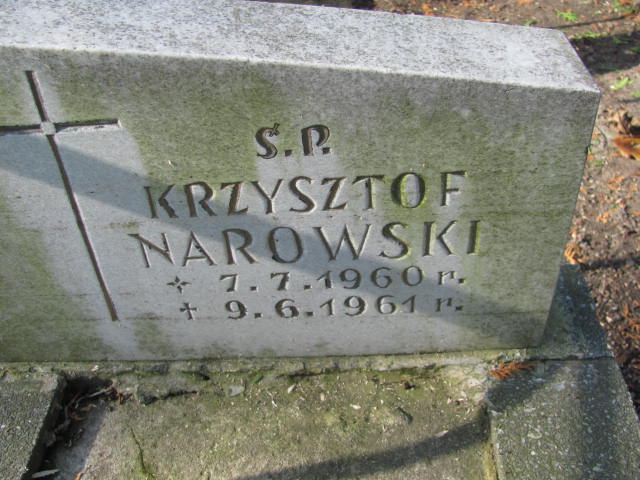 Ś.P.
KRZYSZTOF
NAROWSKI
7.7.1960 r.
9.6.1961 r.